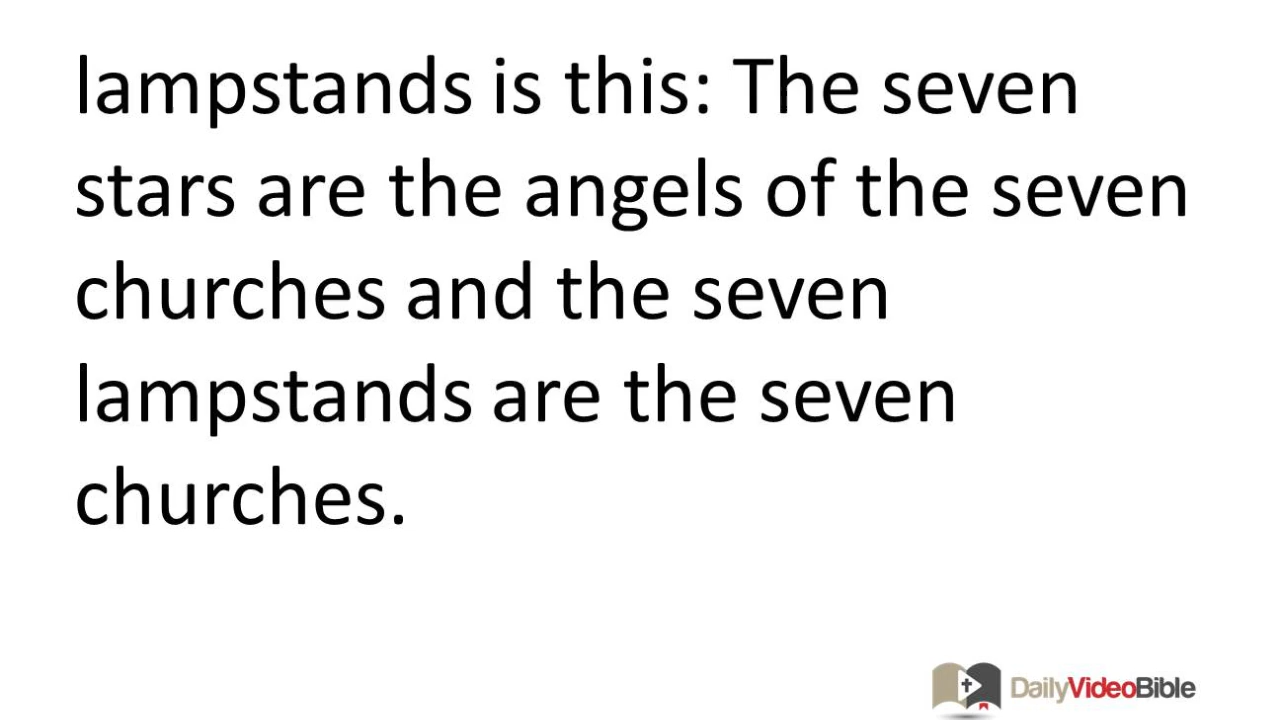 lampstands is this: The seven
stars are the angels of the seven
churches and the seven
lampstands are the seven
churches.
DailyVideoBible